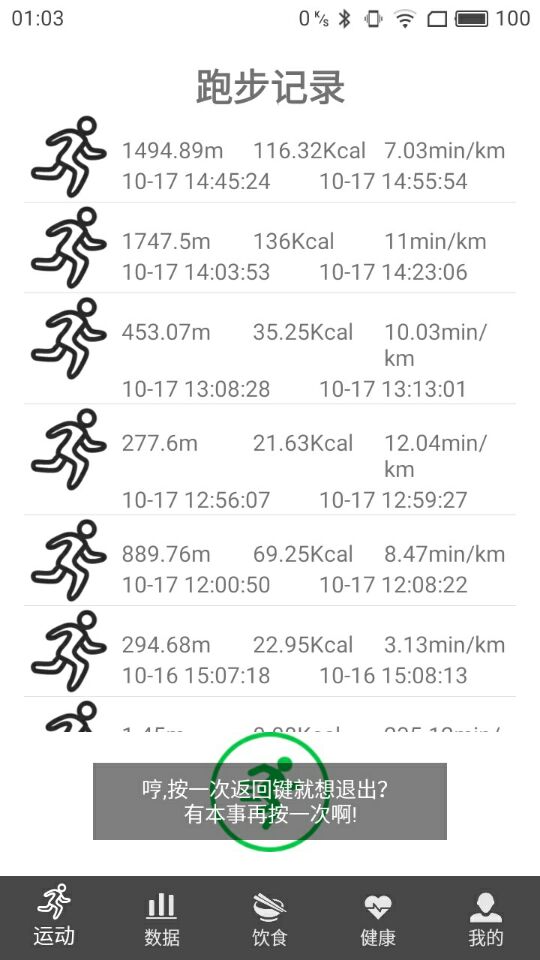 01:03 0 K/s 100
跑步记录
1494.89m 116.32Kcal 7.03min/km
10-17 14:45:24 10-17 14:55:54
1747.5m 136Kcal 11min/km
10-17 14:03:53 10-17 14:23:06
453.07m 35.25Kcal 10.03min/
km
10-17 13:08:28 10-17 13:13:01
277.6m 21.63Kcal 12.04min/
km
10-17 12:56:07 10-17 12:59:27
889.76m 69.25Kcal 8.47min/km
10-17 12:00:50 10-17 12:08:22
294.68m 22.95Kcal 3.13min/km
10-16 15:07:18 10-16 15:08:13
哼,按一次返回键就想退出?
有本事再按一次啊!
运动 数据 饮食 健康 我的